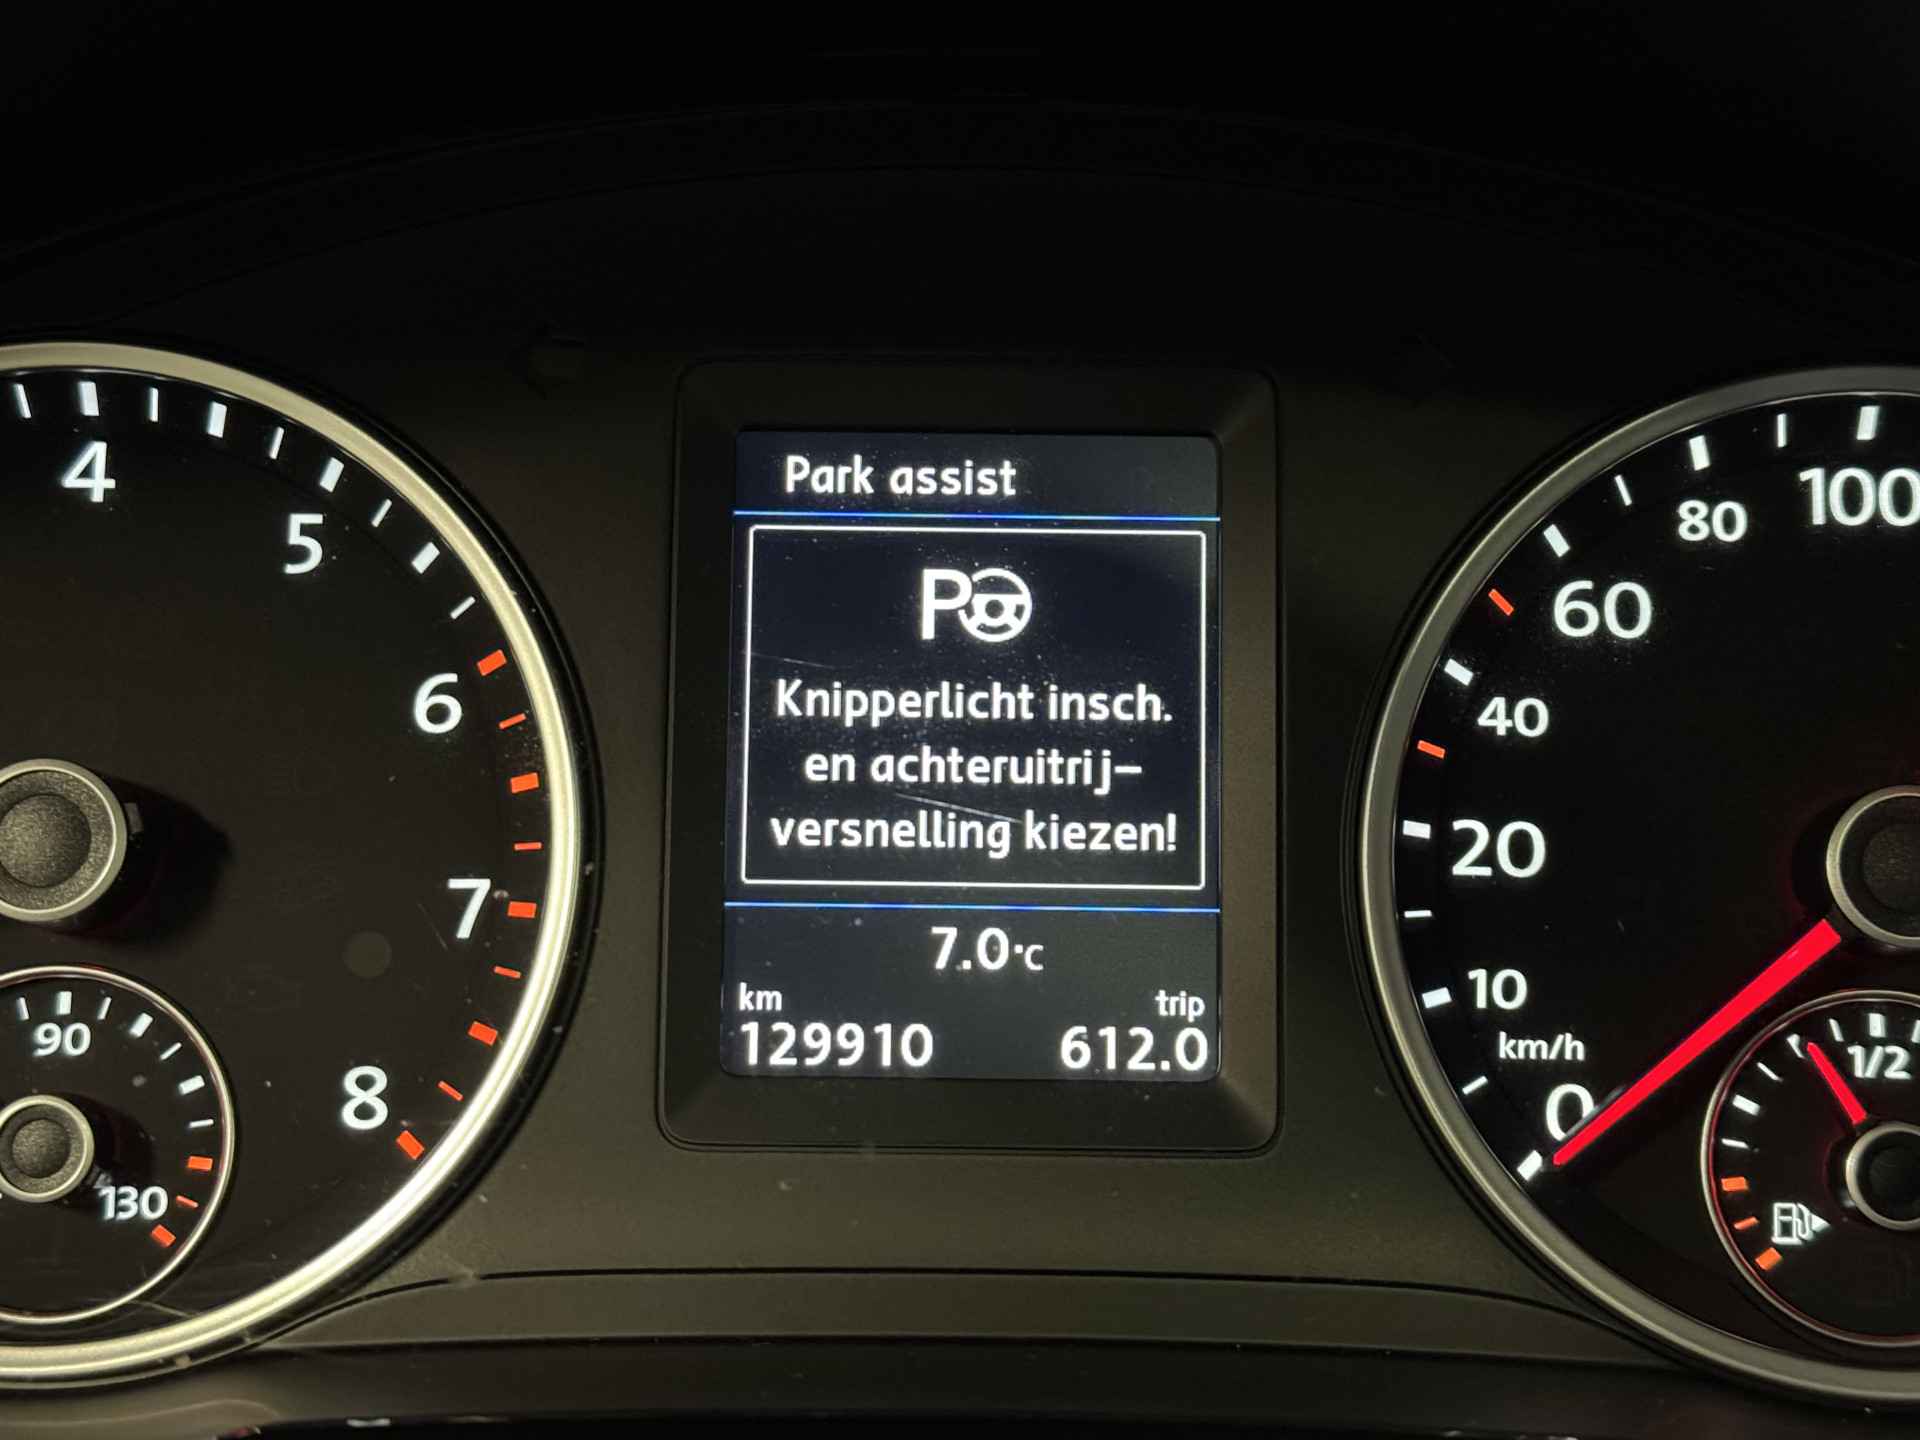 Park assist
P
Knipperlicht insch.
en achteruitrij-
versnelling kiezen!
7.0°C
km
trip
129910
612.0
4
5
6
7
8
90
130
100
80
60
40
20
10
km/h
0
1/2